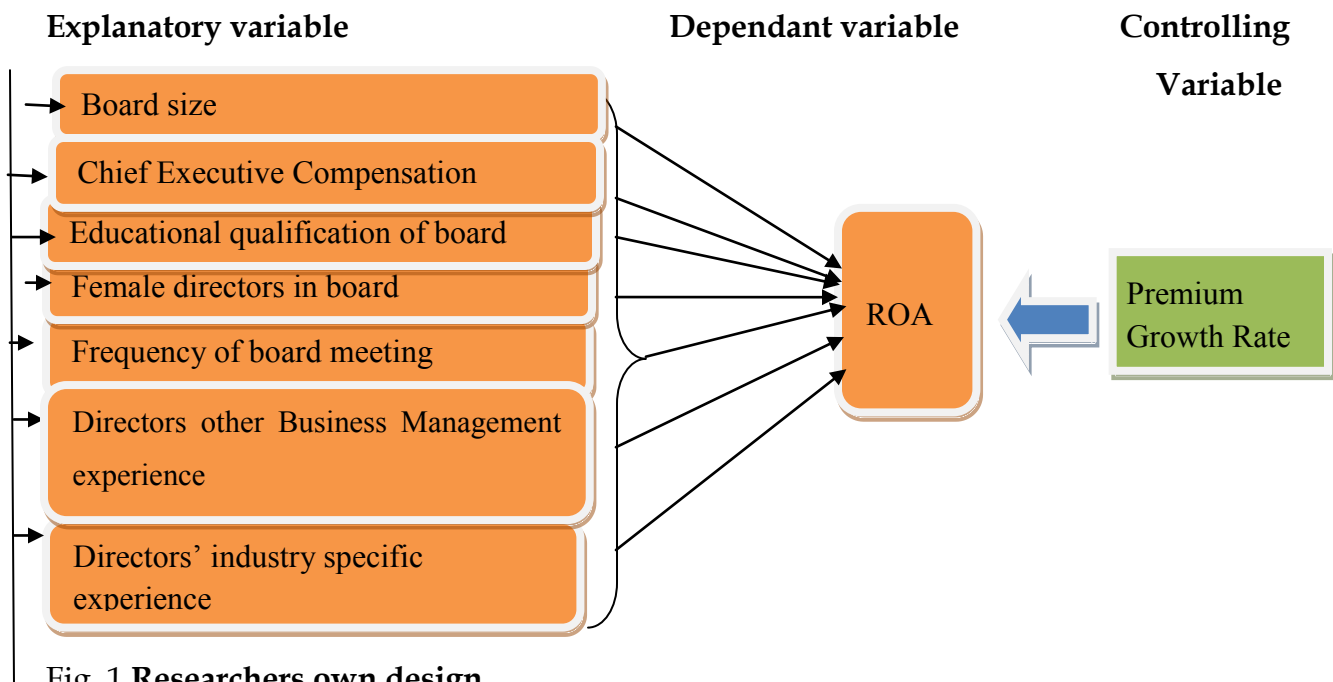 Explanatory variable
Dependant variable
Controlling
Variable
Board size
Chief Executive Compensation
Educational qualification of board
Female directors in board
Frequency of board meeting
Directors other Business Management
experience
Directors’ industry specific
experience
ROA
Premium
Growth Rate
Fig. 1 Researchers own design